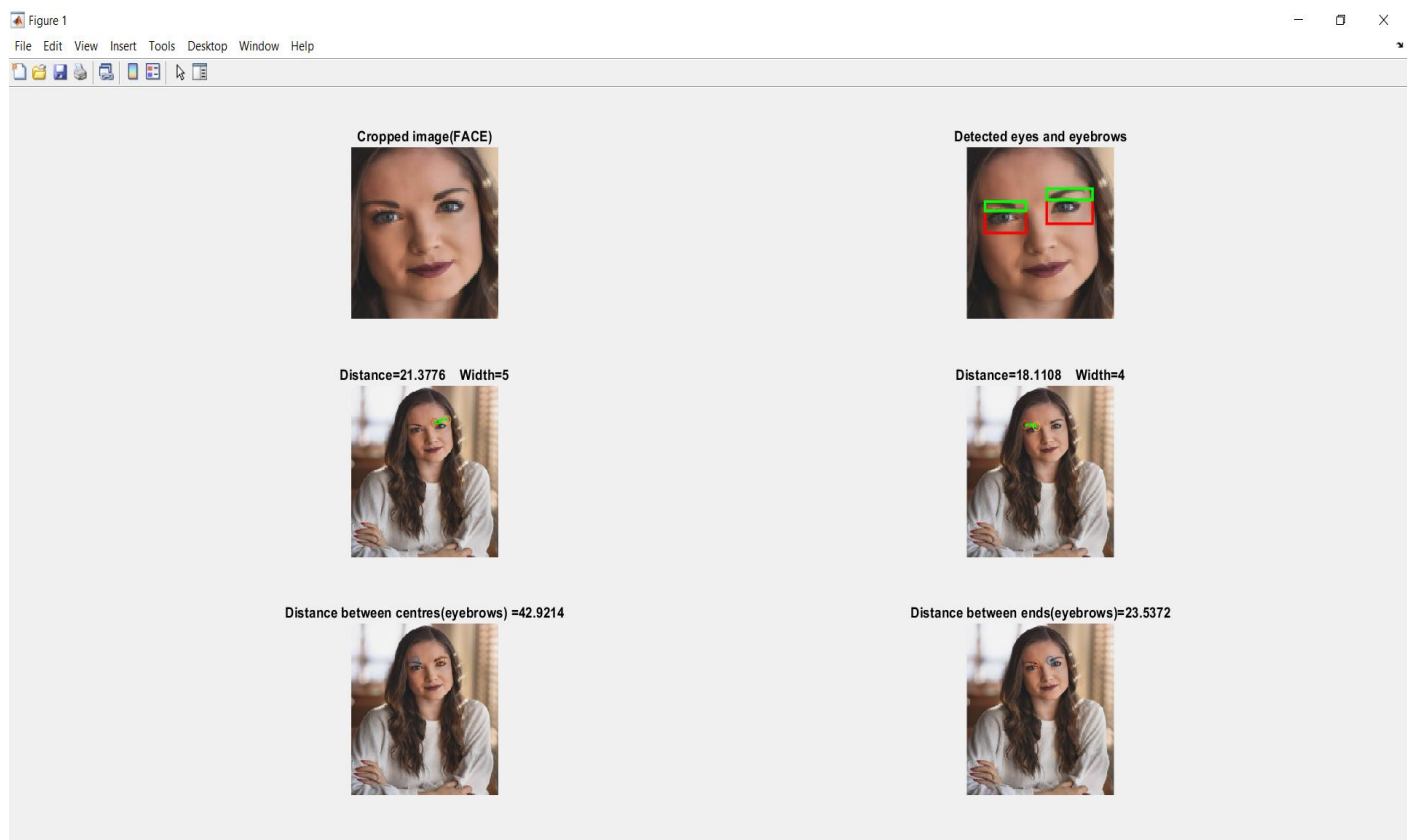 Figure 1
File Edit View Insert Tools Desktop Window Help
Cropped image(FACE)
Detected eyes and eyebrows
Distance=21.3776 Width=5
Distance=18.1108 Width=4
Distance between centres(eyebrows) =42.9214
Distance between ends(eyebrows)=23.5372